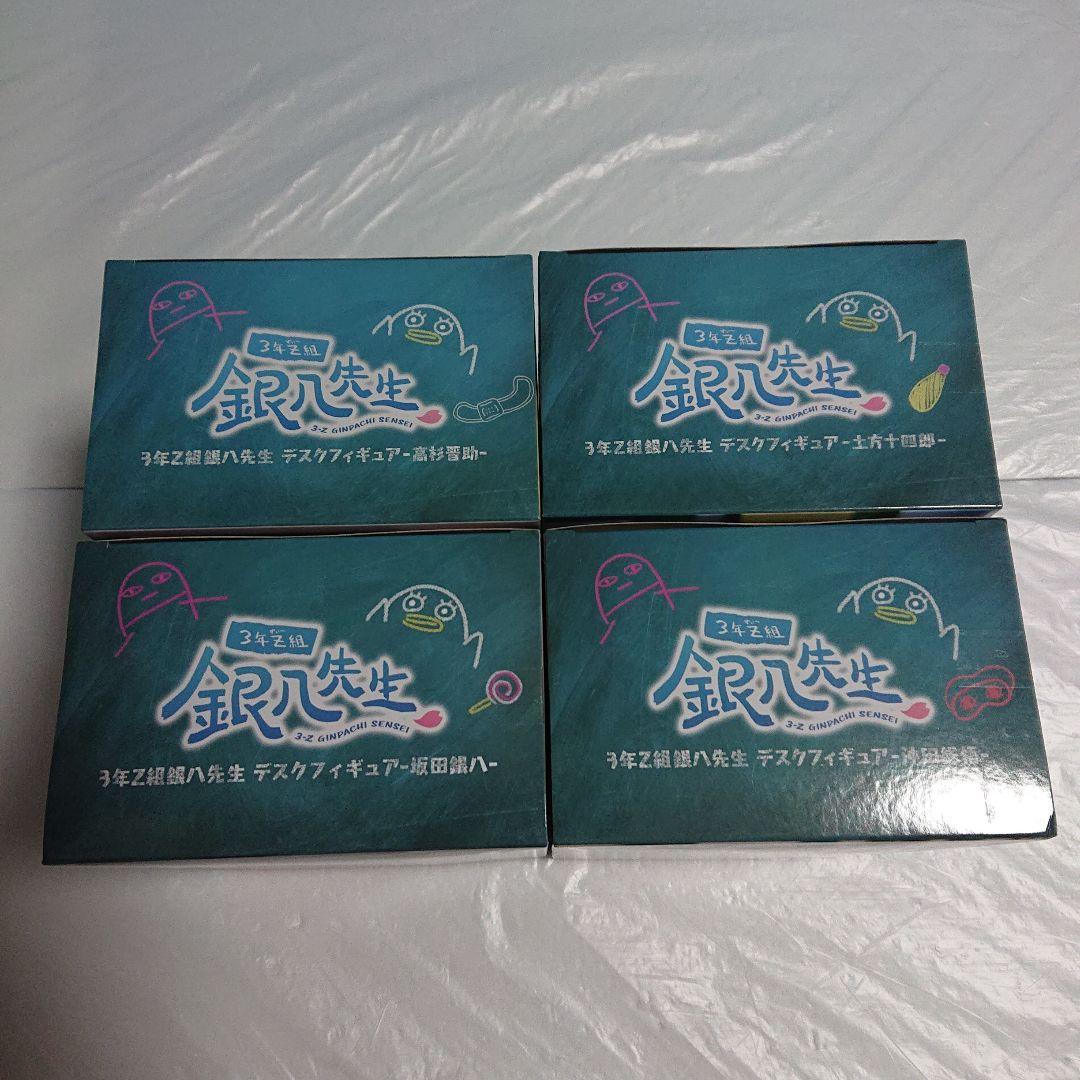 3年Z組
銀八先生
3-Z GINPACHI SENSEI
3年Z組銀八先生 デスクフィギュアー高杉晋助-
3年Z組
銀八先生
3-Z GINPACHI SENSEI
3年Z組銀八先生 デスクフィギュアー土方十四郎-
3年Z組
銀八先生
3-Z GINPACHI SENSEI
3年Z組銀八先生 デスクフィギュアー坂田銀八-
3年Z組
銀八先生
3-Z GINPACHI SENSEI
3年Z組銀八先生 デスクフィギュアー沖田